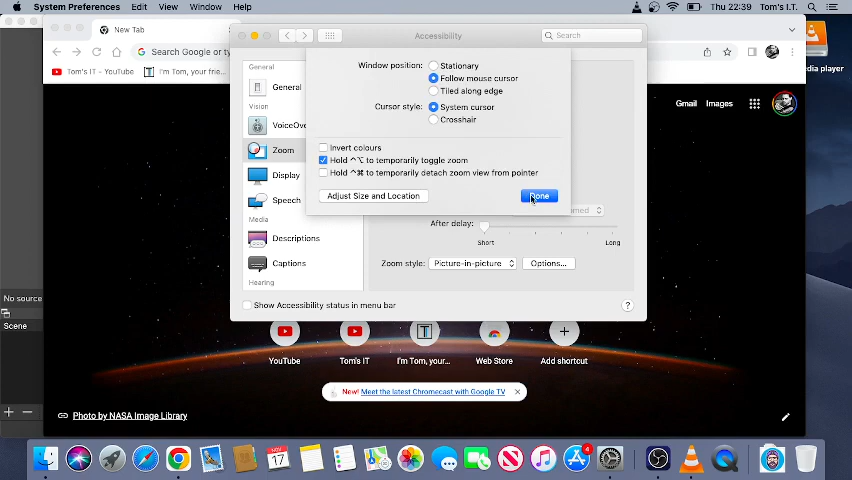 System Preferences Edit View Window Help
Thu 22:39 Tom's I.T.
New Tab
Search Google or
Tom's IT – YouTube
I'm Tom, your frie
Gmail Images
edia player
Accessibility
Search
General
General
Vision
VoiceOv
Zoom
Display
Speech
Media
Descriptions
Captions
Hearing
Window position: Stationary
Follow mouse cursor
Tiled along edge
Cursor style: System cursor
Crosshair
Invert colours
Hold ^⌥ to temporarily toggle zoom
Hold ^⌘ to temporarily detach zoom view from pointer
Adjust Size and Location
Done
med
After delay:
Short Long
Zoom style: Picture-in-picture Options...
Show Accessibility status in menu bar
?
No source
Scene
YouTube Tom's IT I'm Tom, your... Web Store Add shortcut
New! Meet the latest Chromecast with Google TV
Photo by NASA Image Library
NOV
17
4